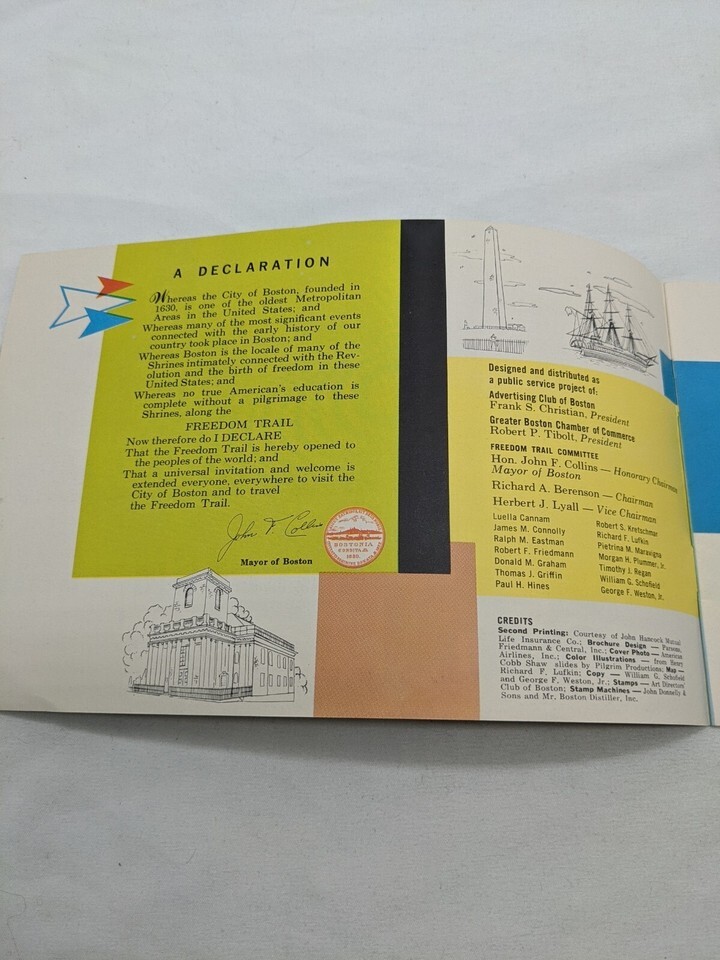 A DECLARATION
Whereas the City of Boston, founded in
1630, is one of the oldest Metropolitan
Areas in the United States; and
Whereas many of the most significant events
connected with the early history of our
country took place in Boston; and
Whereas Boston is the locale of many of the
Shrines intimately connected with the Rev-
olution and the birth of freedom in these
United States; and
Whereas no true American's education is
complete without a pilgrimage to these
Shrines, along the
FREEDOM TRAIL
Now therefore do I DECLARE
That the Freedom Trail is hereby opened to
the peoples of the world; and
That a universal invitation and welcome is
extended everyone, everywhere to visit the
City of Boston and to travel
the Freedom Trail.
John F. Collins
Mayor of Boston
BOSTONIA
CONDITA A.
1630.
Designed and distributed as
a public service project of:
Advertising Club of Boston
Frank S. Christian, President
Greater Boston Chamber of Commerce
Robert P. Tibolt, President
FREEDOM TRAIL COMMITTEE
Hon. John F. Collins — Honorary Chairman
Mayor of Boston
Richard A. Berenson — Chairman
Herbert J. Lyall — Vice Chairman
Luella Cannam
James M. Connolly
Ralph M. Eastman
Robert F. Friedmann
Donald M. Graham
Thomas J. Griffin
Paul H. Hines
Robert S. Kretschmar
Richard F. Lufkin
Pietrina M. Maravigna
Morgan H. Plummer, Jr.
Timothy J. Regan
William G. Schofield
George F. Weston, Jr.
CREDITS
Second Printing: Courtesy of John Hancock Mutual
Life Insurance Co.; Brochure Design — Parsons,
Friedmann & Central, Inc.; Cover Photo — American
Airlines, Inc.; Color Illustrations — from Henry
Cobb Shaw slides by Pilgrim Productions; Map —
Richard F. Lufkin; Copy — William G. Schofield
and George F. Weston, Jr.; Stamps — Art Directors'
Club of Boston; Stamp Machines — John Donnelly &
Sons and Mr. Boston Distiller, Inc.